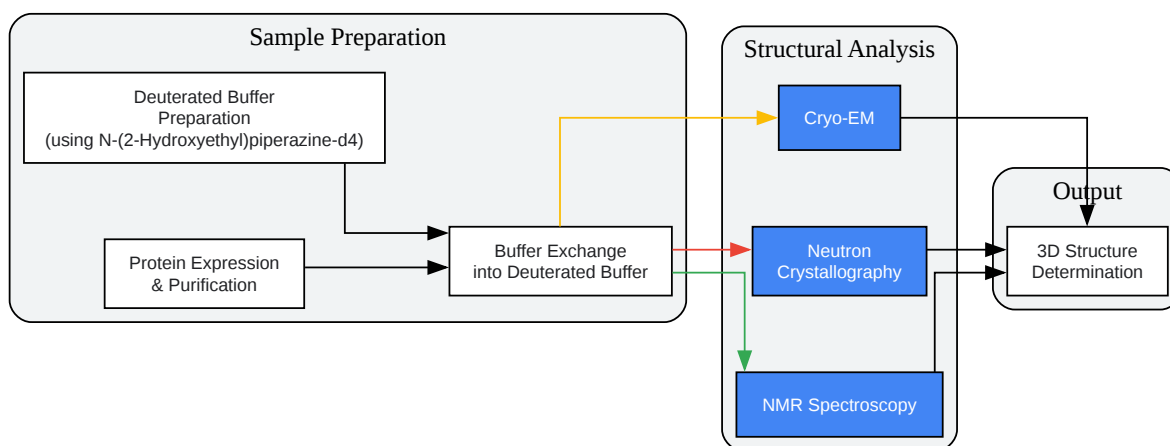 Sample Preparation
Deuterated Buffer
Preparation
(using N-(2-Hydroxyethyl)piperazine-d4)
Protein Expression
& Purification
Buffer Exchange
into Deuterated Buffer
Structural Analysis
Cryo-EM
Neutron
Crystallography
NMR Spectroscopy
Output
3D Structure
Determination